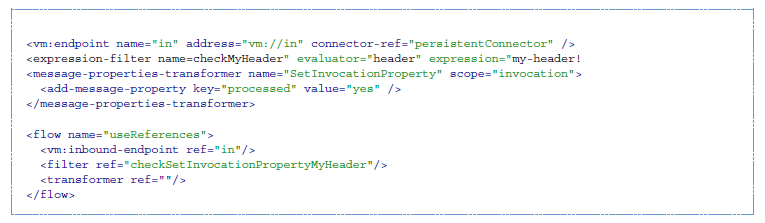 <vm:endpoint name="in" address="vm://in" connector-ref="persistentConnector" />
<expression-filter name=checkMyHeader" evaluator="header" expression="my-header!
<message-properties-transformer name="SetInvocationProperty" scope="invocation">
<add-message-property key="processed" value="yes" />
</message-properties-transformer>
<flow name="useReferences">
<vm:inbound-endpoint ref="in"/>
<filter ref="checkSetInvocationPropertyMyHeader"/>
<transformer ref=""/>
</flow>